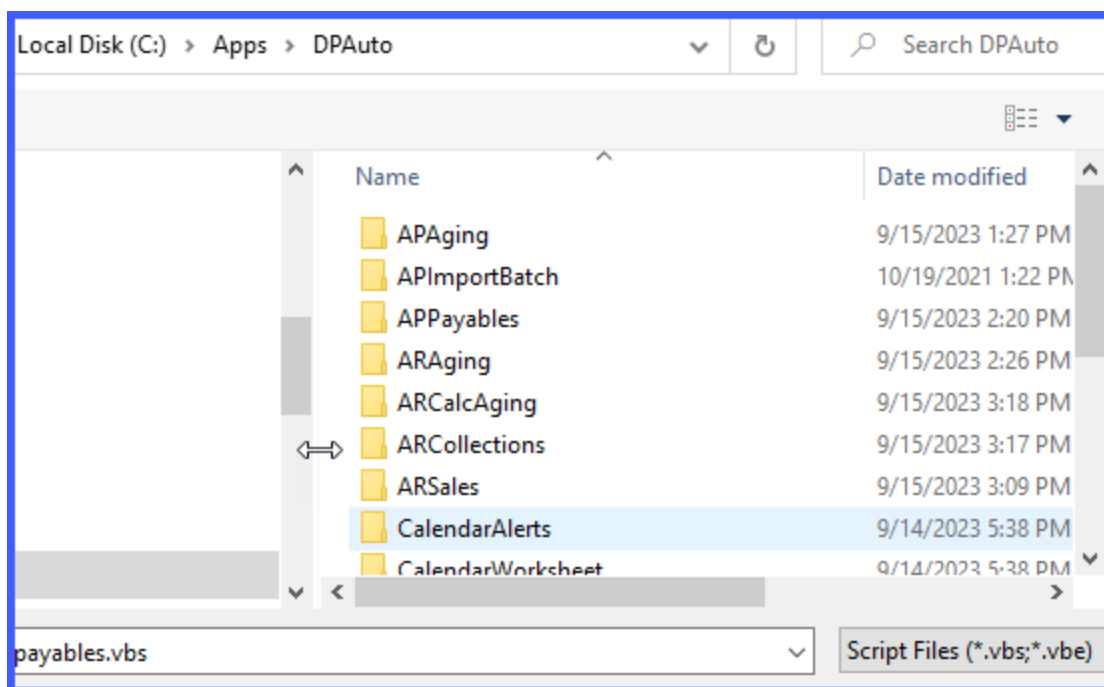 Local Disk (C:) > Apps > DPAuto Search DPAuto
Name Date modified
APAging 9/15/2023 1:27 PM
APImportBatch 10/19/2021 1:22 PM
APPayables 9/15/2023 2:20 PM
ARAging 9/15/2023 2:26 PM
ARCalcAging 9/15/2023 3:18 PM
ARCollections 9/15/2023 3:17 PM
ARSales 9/15/2023 3:09 PM
CalendarAlerts 9/14/2023 5:38 PM
CalendarWorksheet 9/14/2023 5:38 PM
payables.vbs Script Files (*.vbs;*.vbe)